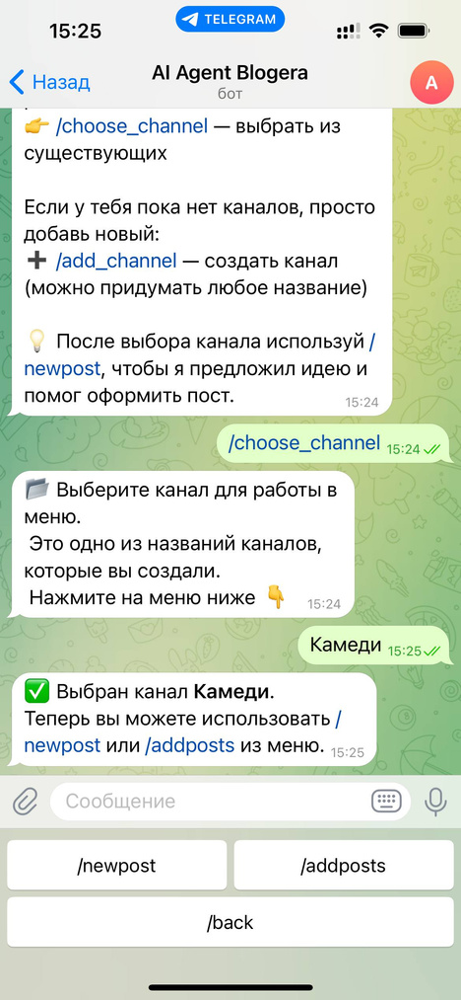 15:25
TELEGRAM
Назад
AI Agent Blogera
бот
A
👉 /choose_channel — выбрать из
существующих
Если у тебя пока нет каналов, просто
добавь новый:
➕ /add_channel — создать канал
(можно придумать любое название)
💡 После выбора канала используй /
newpost, чтобы я предложил идею и
помог оформить пост.
15:24
/choose_channel
15:24
📂 Выберите канал для работы в
меню.
Это одно из названий каналов,
которые вы создали.
Нажмите на меню ниже 👇
15:24
Камеди
15:25
✅ Выбран канал Камеди.
Теперь вы можете использовать /
newpost или /addposts из меню.
15:25
Сообщение
/newpost
/addposts
/back